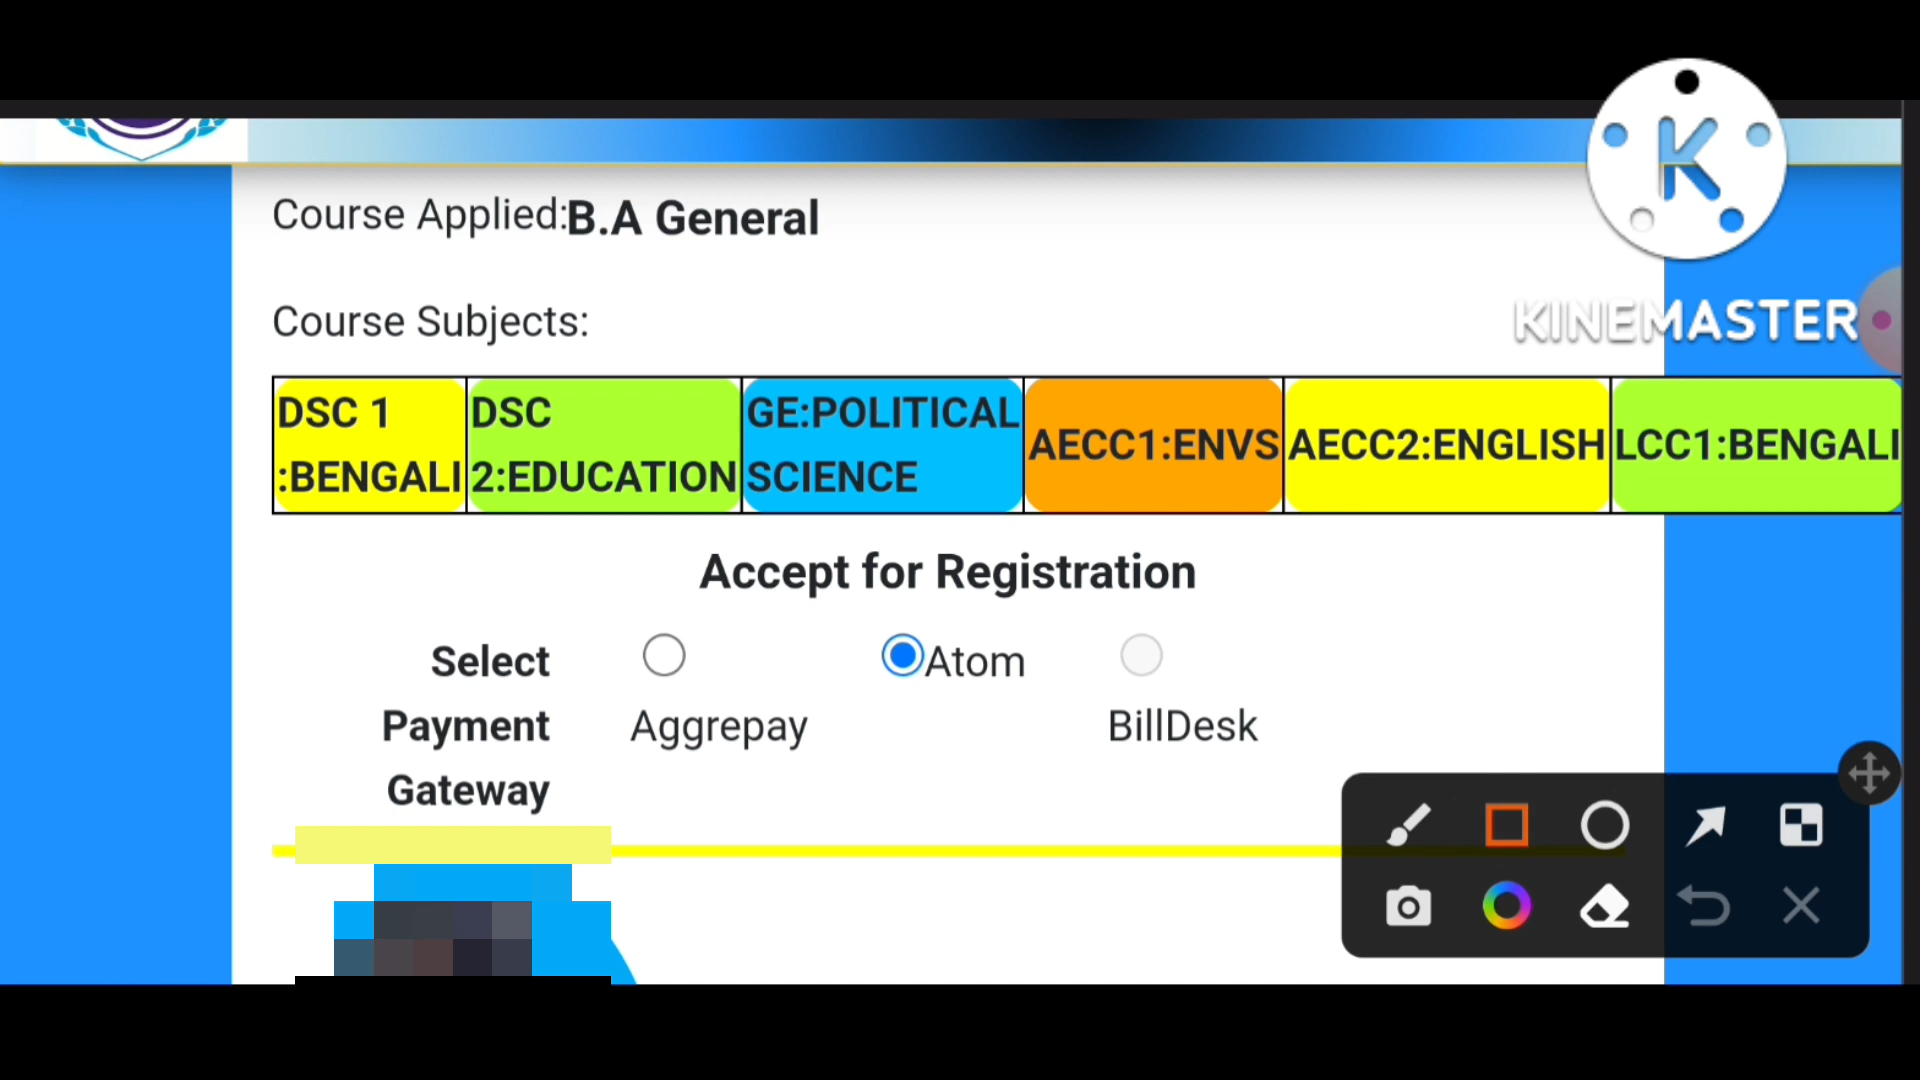 Course Applied:B.A General
KINEMASTER
Course Subjects:
DSC 1 :BENGALI
DSC 2:EDUCATION
GE:POLITICAL SCIENCE
AECC1:ENVS
AECC2:ENGLISH
LCC1:BENGALI
Accept for Registration
Select Payment Gateway
Aggrepay
Atom
BillDesk